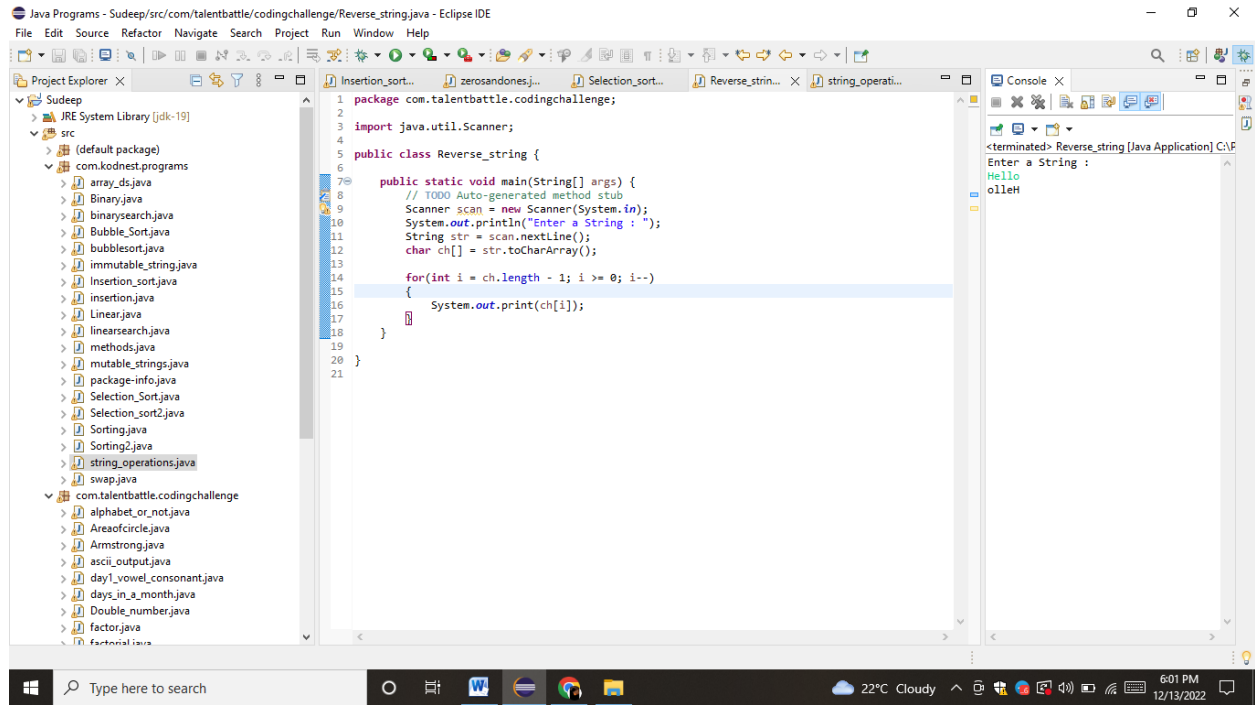 Java Programs - Sudeep/src/com/talentbattle/codingchallenge/Reverse_string.java - Eclipse IDE
File Edit Source Refactor Navigate Search Project Run Window Help
Project Explorer
Sudeep
JRE System Library [jdk-19]
src
(default package)
com.kodnest.programs
array_ds.java
Binary.java
binarysearch.java
Bubble_Sort.java
bubblesort.java
immutable_string.java
Insertion_sort.java
insertion.java
Linear.java
linearsearch.java
methods.java
mutable_strings.java
package-info.java
Selection_Sort.java
Selection_sort2.java
Sorting.java
Sorting2.java
string_operations.java
swap.java
com.talentbattle.codingchallenge
alphabet_or_not.java
Areaofcircle.java
Armstrong.java
ascii_output.java
day1_vowel_consonant.java
days_in_a_month.java
Double_number.java
factor.java
factorial.java
Insertion_sort... zerosandones.j... Selection_sort... Reverse_strin... string_operati...
1 package com.talentbattle.codingchallenge;
2
3 import java.util.Scanner;
4
5 public class Reverse_string {
6
7 public static void main(String[] args) {
8 // TODO Auto-generated method stub
9 Scanner scan = new Scanner(System.in);
10 System.out.println("Enter a String : ");
11 String str = scan.nextLine();
12 char ch[] = str.toCharArray();
13
14 for(int i = ch.length - 1; i >= 0; i--)
15 {
16 System.out.print(ch[i]);
17 }
18 }
19
20 }
21
Console
<terminated> Reverse_string [Java Application] C:\P
Enter a String :
Hello
olleH
Type here to search
22°C Cloudy
6:01 PM
12/13/2022